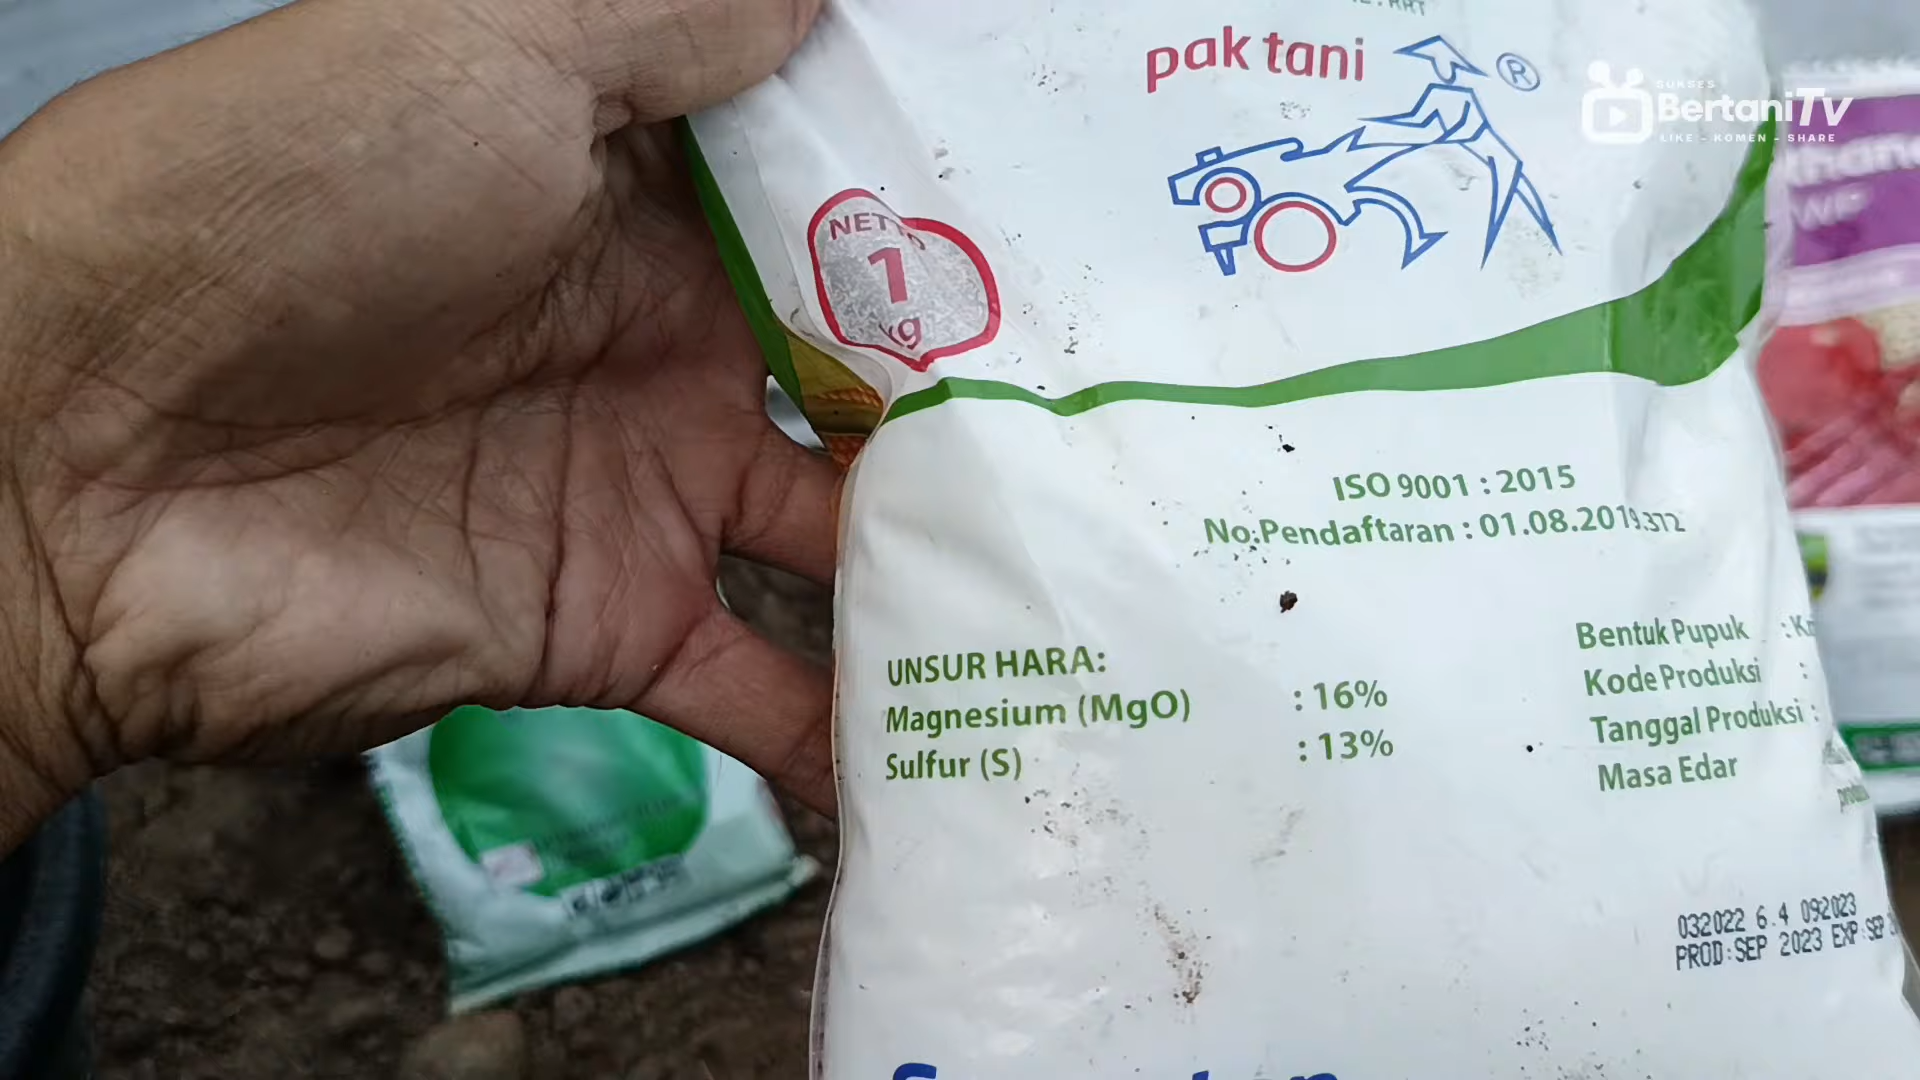 pak tani
®
SUKSES
BertaniTV
LIKE - KOMEN - SHARE
NETTO
1
kg
ISO 9001 : 2015
No:Pendaftaran : 01.08.2019.372
UNSUR HARA:
Magnesium (MgO) : 16%
Sulfur (S) : 13%
Bentuk Pupuk :
Kode Produksi :
Tanggal Produksi :
Masa Edar
032022 6.4 092023
PROD:SEP 2023 EXP:SEP